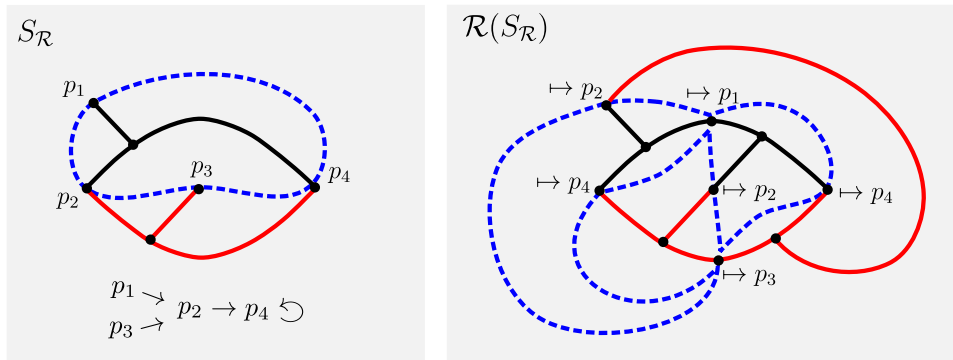 S_ℛ
p₁
p₃
p₄
p₂
p₁ → p₂ → p₄ ↺
p₃ →
ℛ(S_ℛ)
↦ p₂
↦ p₁
↦ p₄
↦ p₂
↦ p₄
↦ p₃